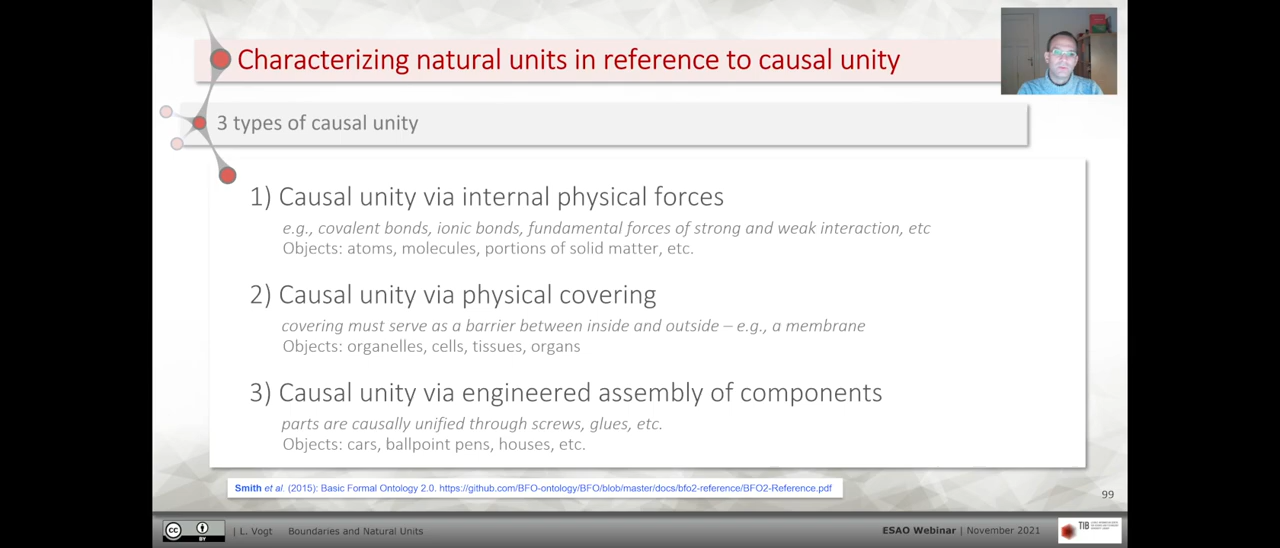 Characterizing natural units in reference to causal unity
3 types of causal unity
1) Causal unity via internal physical forces
e.g., covalent bonds, ionic bonds, fundamental forces of strong and weak interaction, etc
Objects: atoms, molecules, portions of solid matter, etc.
2) Causal unity via physical covering
covering must serve as a barrier between inside and outside – e.g., a membrane
Objects: organelles, cells, tissues, organs
3) Causal unity via engineered assembly of components
parts are causally unified through screws, glues, etc.
Objects: cars, ballpoint pens, houses, etc.
Smith et al. (2015): Basic Formal Ontology 2.0. https://github.com/BFO-ontology/BFO/blob/master/docs/bfo2-reference/BFO2-Reference.pdf
99
cc BY | L. Vogt Boundaries and Natural Units ESAO Webinar | November 2021 TIB